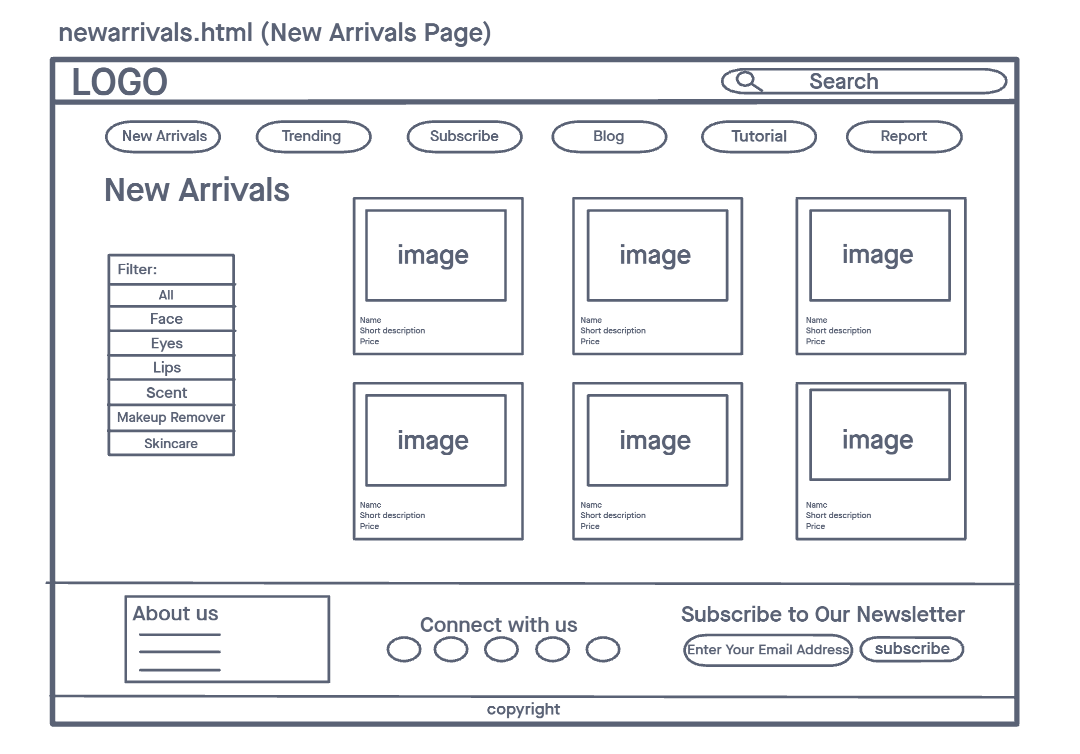 newarrivals.html (New Arrivals Page)
LOGO
Search
New Arrivals
Trending
Subscribe
Blog
Tutorial
Report
New Arrivals
Filter:
All
Face
Eyes
Lips
Scent
Makeup Remover
Skincare
image
Name
Short description
Price
image
Name
Short description
Price
image
Name
Short description
Price
image
Name
Short description
Price
image
Name
Short description
Price
image
Name
Short description
Price
About us
Connect with us
Subscribe to Our Newsletter
Enter Your Email Address
subscribe
copyright